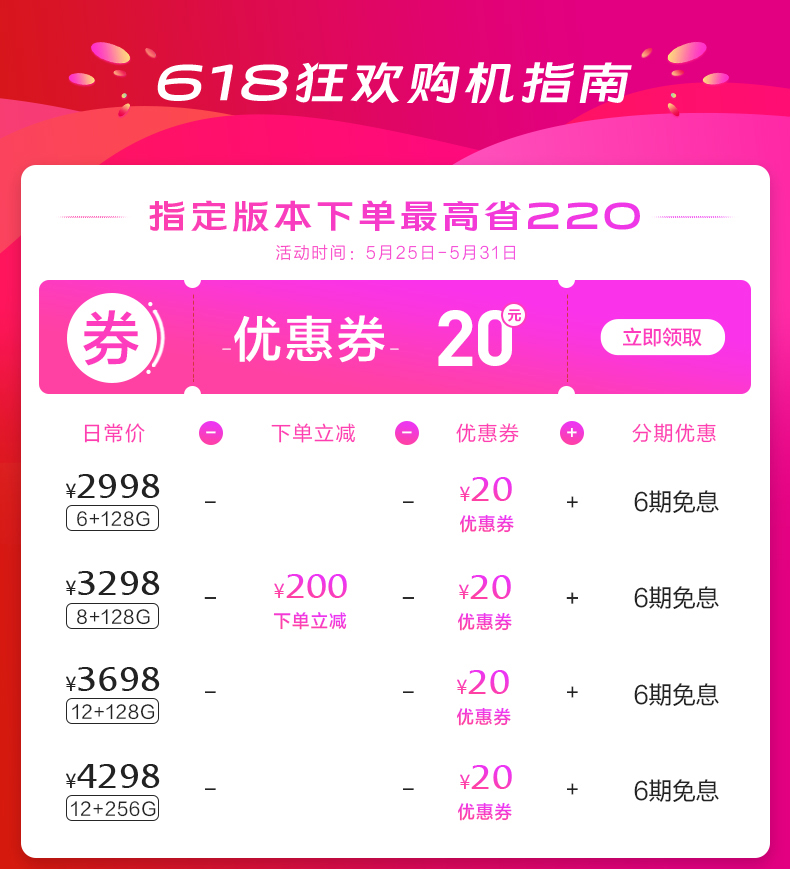 618狂欢购机指南
指定版本下单最高省220
活动时间：5月25日-5月31日
券 -优惠券- 20元 立即领取
日常价 − 下单立减 − 优惠券 + 分期优惠
¥2998 − − ¥20 + 6期免息
6+128G 优惠券
¥3298 − ¥200 − ¥20 + 6期免息
8+128G 下单立减 优惠券
¥3698 − − ¥20 + 6期免息
12+128G 优惠券
¥4298 − − ¥20 + 6期免息
12+256G 优惠券